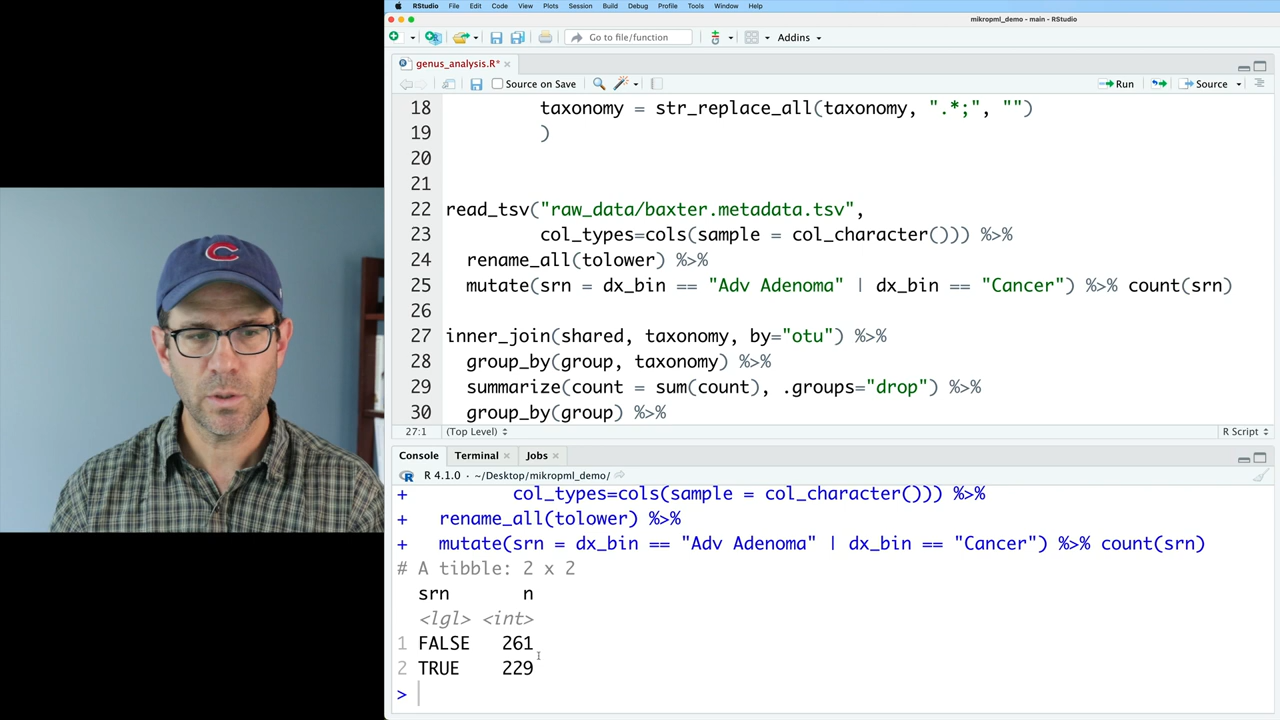 RStudio File Edit Code View Plots Session Build Debug Profile Tools Window Help
mikropml_demo - main - RStudio
Go to file/function Addins
genus_analysis.R*
Source on Save Run Source
18 taxonomy = str_replace_all(taxonomy, ".*;", "")
19 )
20
21
22 read_tsv("raw_data/baxter.metadata.tsv",
23 col_types=cols(sample = col_character())) %>%
24 rename_all(tolower) %>%
25 mutate(srn = dx_bin == "Adv Adenoma" | dx_bin == "Cancer") %>% count(srn)
26
27 inner_join(shared, taxonomy, by="otu") %>%
28 group_by(group, taxonomy) %>%
29 summarize(count = sum(count), .groups="drop") %>%
30 group_by(group) %>%
27:1 (Top Level) R Script
Console Terminal Jobs
R 4.1.0 · ~/Desktop/mikropml_demo/
+ col_types=cols(sample = col_character())) %>%
+ rename_all(tolower) %>%
+ mutate(srn = dx_bin == "Adv Adenoma" | dx_bin == "Cancer") %>% count(srn)
# A tibble: 2 x 2
srn n
<lgl> <int>
1 FALSE 261
2 TRUE 229
>
C